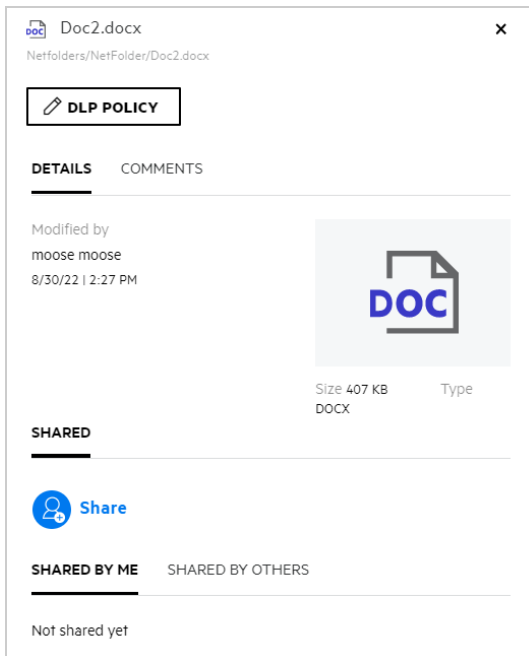 DOC Doc2.docx
Netfolders/NetFolder/Doc2.docx
DLP POLICY
DETAILS COMMENTS
Modified by
moose moose
8/30/22 | 2:27 PM
DOC
Size 407 KB Type
DOCX
SHARED
Share
SHARED BY ME SHARED BY OTHERS
Not shared yet